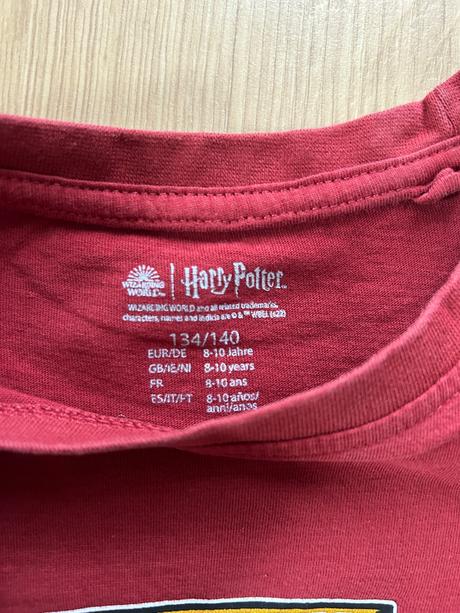 WIZARDING WORLD
Harry Potter
WIZARDING WORLD and all related trademarks,
characters, names and indicia are © & ™ WBEI. (s22)
134/140
EUR/DE 8-10 Jahre
GB/IE/NI 8-10 years
FR 8-10 ans
ES/IT/PT 8-10 años/
anni/anos